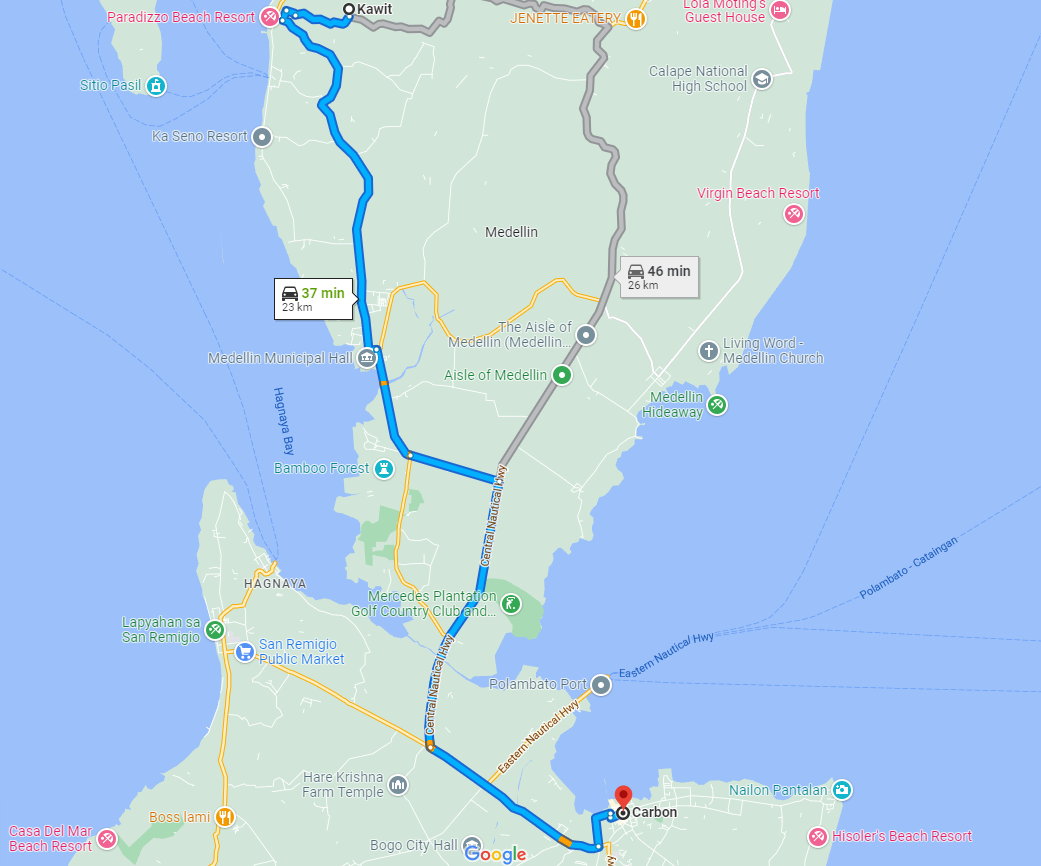 Lola Moting's
Guest House
Kawit
Paradizzo Beach Resort
JENETTE EATERY
Calape National
High School
Sitio Pasil
Ka Seno Resort
Virgin Beach Resort
Medellin
46 min
26 km
37 min
23 km
The Aisle of
Medellin (Medellin...
Living Word -
Medellin Church
Medellin Municipal Hall
Aisle of Medellin
Medellin
Hideaway
Hagnaya Bay
Bamboo Forest
Central Nautical Hwy
Polambato - Cataingan
HAGNAYA
Mercedes Plantation
Golf Country Club and...
Lapyahan sa
San Remigio
San Remigio
Public Market
Eastern Nautical Hwy
Central Nautical Hwy
Polambato Port
Eastern Nautical Hwy
Hare Krishna
Farm Temple
Nailon Pantalan
Carbon
Boss lami
Casa Del Mar
Beach Resort
Hisoler's Beach Resort
Bogo City Hall
Google
wy